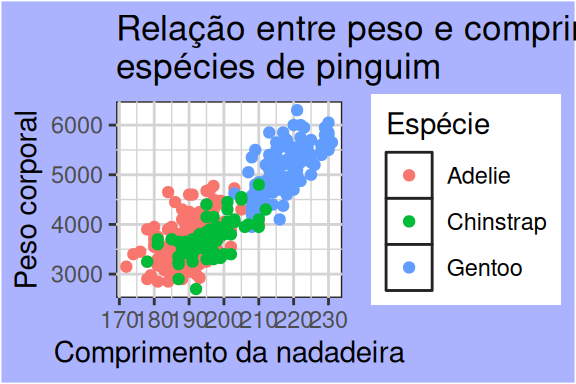 Relação entre peso e
espécies de pinguim
Peso corporal
6000
5000
4000
3000
170 180 190 200 210 220 230
Comprimento da nadadeira
Espécie
Adelie
Chinstrap
Gentoo